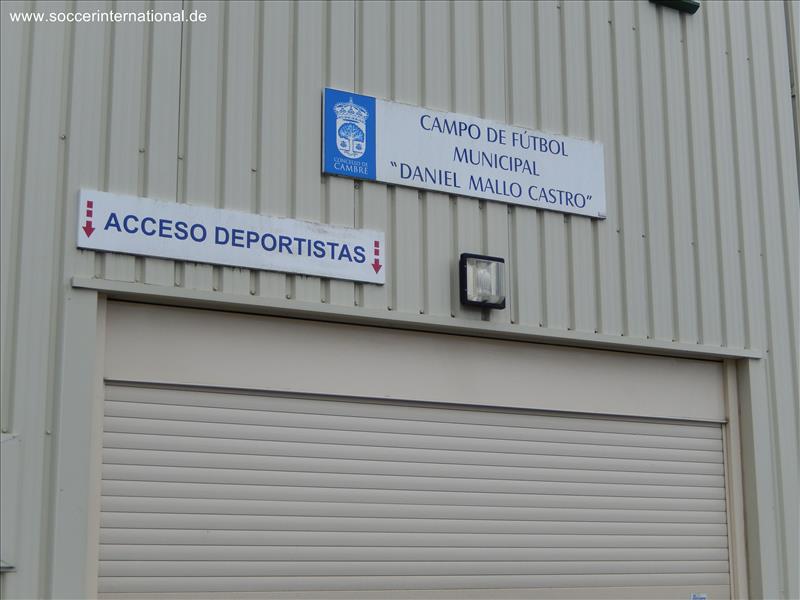 www.soccerinternational.de
CONCELLO DE
CAMBRE
CAMPO DE FÚTBOL
MUNICIPAL
“DANIEL MALLO CASTRO”
ACCESO DEPORTISTAS